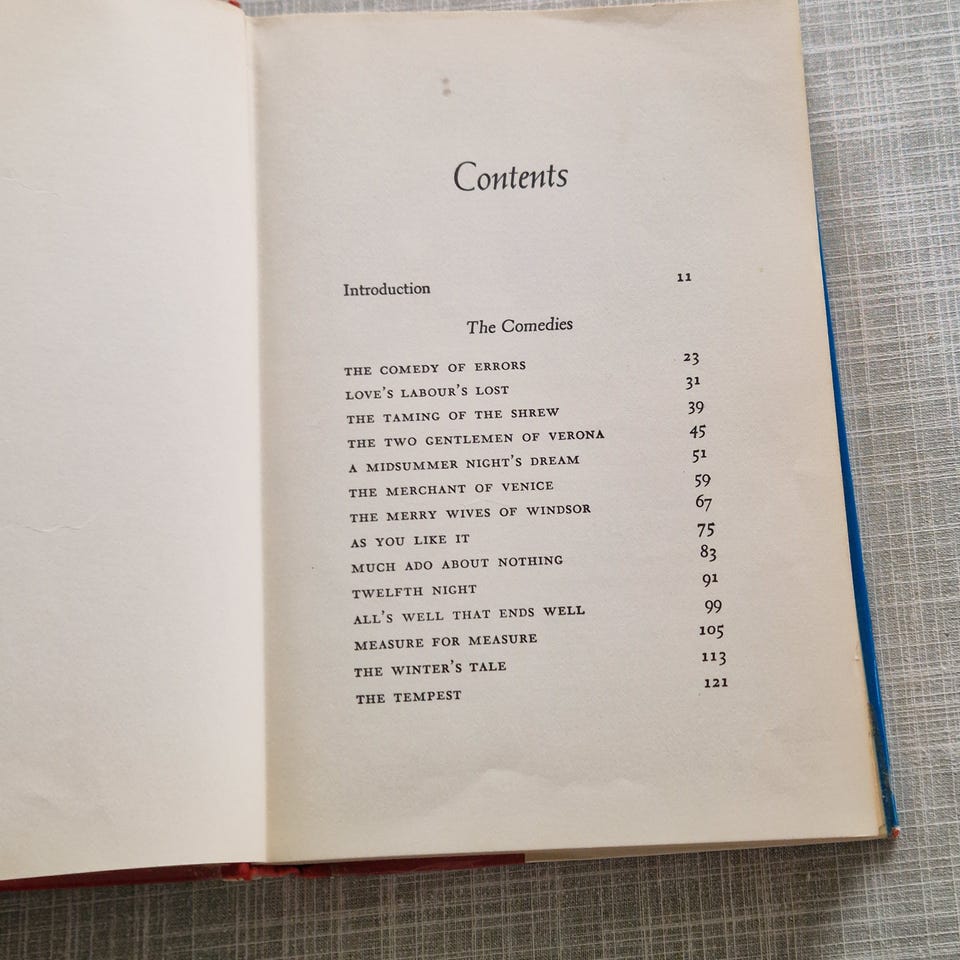 Contents
Introduction 11
The Comedies
THE COMEDY OF ERRORS 23
LOVE'S LABOUR'S LOST 31
THE TAMING OF THE SHREW 39
THE TWO GENTLEMEN OF VERONA 45
A MIDSUMMER NIGHT'S DREAM 51
THE MERCHANT OF VENICE 59
THE MERRY WIVES OF WINDSOR 67
AS YOU LIKE IT 75
MUCH ADO ABOUT NOTHING 83
TWELFTH NIGHT 91
ALL'S WELL THAT ENDS WELL 99
MEASURE FOR MEASURE 105
THE WINTER'S TALE 113
THE TEMPEST 121